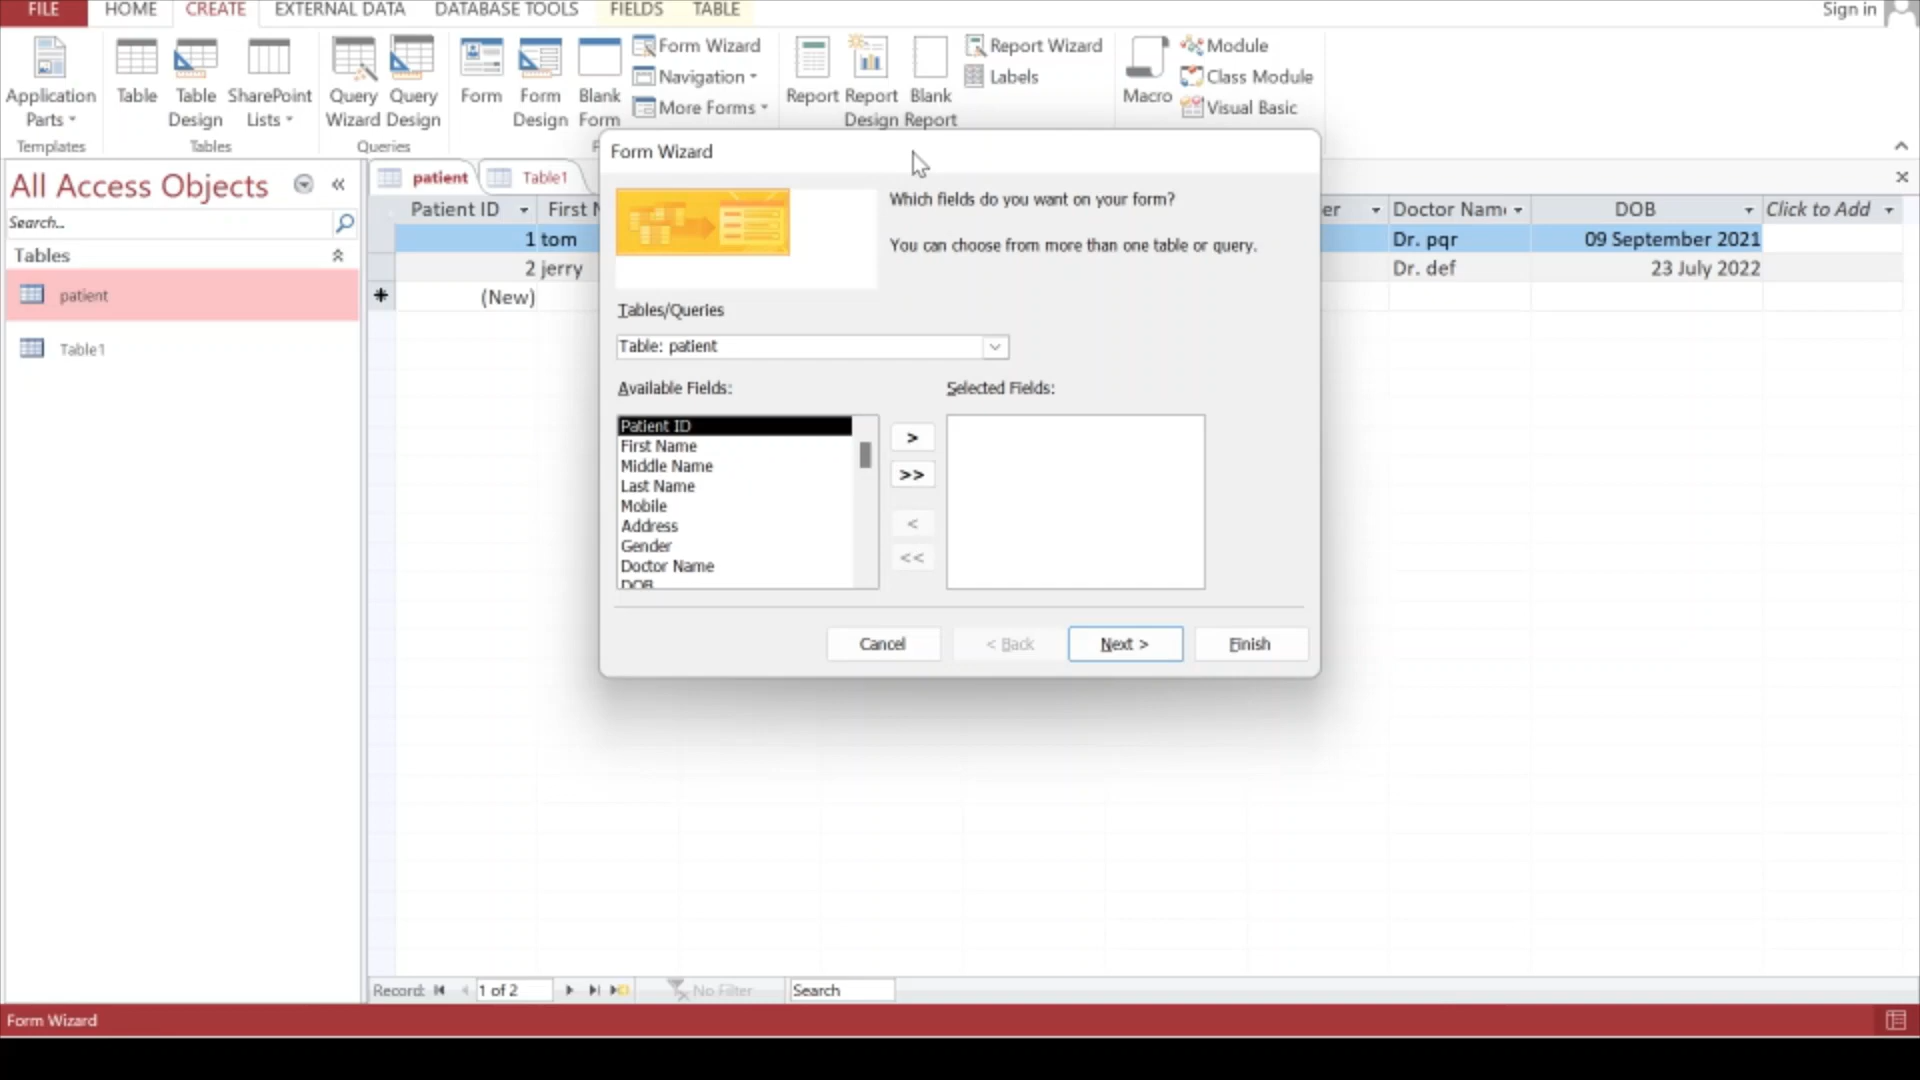 FILE HOME CREATE EXTERNAL DATA DATABASE TOOLS FIELDS TABLE Sign in
Application Parts
Table
Table Design
SharePoint Lists
Query Wizard
Query Design
Form
Form Design
Blank Form
Form Wizard
Navigation
More Forms
Report
Report Design
Blank Report
Report Wizard
Labels
Macro
Module
Class Module
Visual Basic
Templates Tables Queries
All Access Objects «
Search...
Tables
patient
Table1
patient Table1
Patient ID First N er Doctor Nam DOB Click to Add
1 tom Dr. pqr 09 September 2021
2 jerry Dr. def 23 July 2022
(New)
Form Wizard
Which fields do you want on your form?
You can choose from more than one table or query.
Tables/Queries
Table: patient
Available Fields: Selected Fields:
Patient ID
First Name
Middle Name
Last Name
Mobile
Address
Gender
Doctor Name
DOB
>
>>
<
<<
Cancel < Back Next > Finish
Record: 1 of 2 No Filter Search
Form Wizard